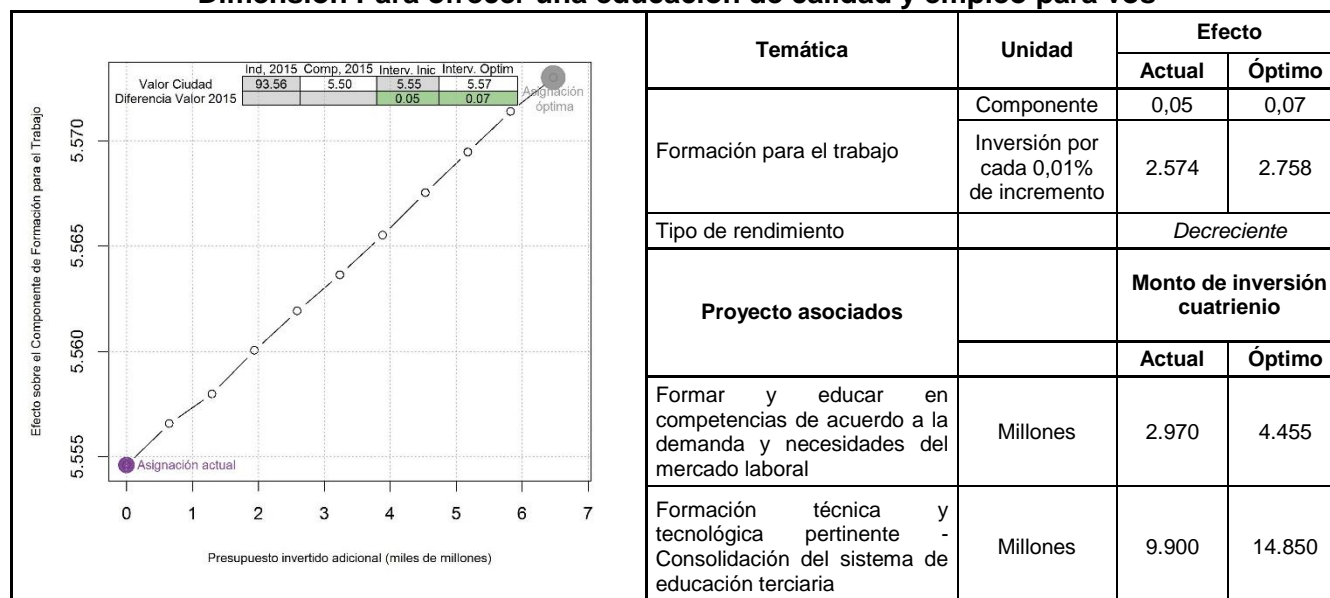 Dimensión Para ofrecer una educación de calidad y empleo para vos
Ind, 2015 Comp, 2015 Interv. Inic Interv. Optim
Valor Ciudad 93.56 5.50 5.55 5.57
Diferencia Valor 2015 0.05 0.07
Asignación
óptima
Efecto sobre el Componente de Formación para el Trabajo
5.570
5.565
5.560
5.555
Asignación actual
0 1 2 3 4 5 6 7
Presupuesto invertido adicional (miles de millones)
Temática Unidad Efecto
Actual Óptimo
Formación para el trabajo
Componente 0,05 0,07
Inversión por
cada 0,01%
de incremento
2.574 2.758
Tipo de rendimiento Decreciente
Proyecto asociados
Monto de inversión
cuatrienio
Actual Óptimo
Formar y educar en
competencias de acuerdo a la
demanda y necesidades del
mercado laboral
Millones 2.970 4.455
Formación técnica y
tecnológica pertinente -
Consolidación del sistema de
educación terciaria
Millones 9.900 14.850